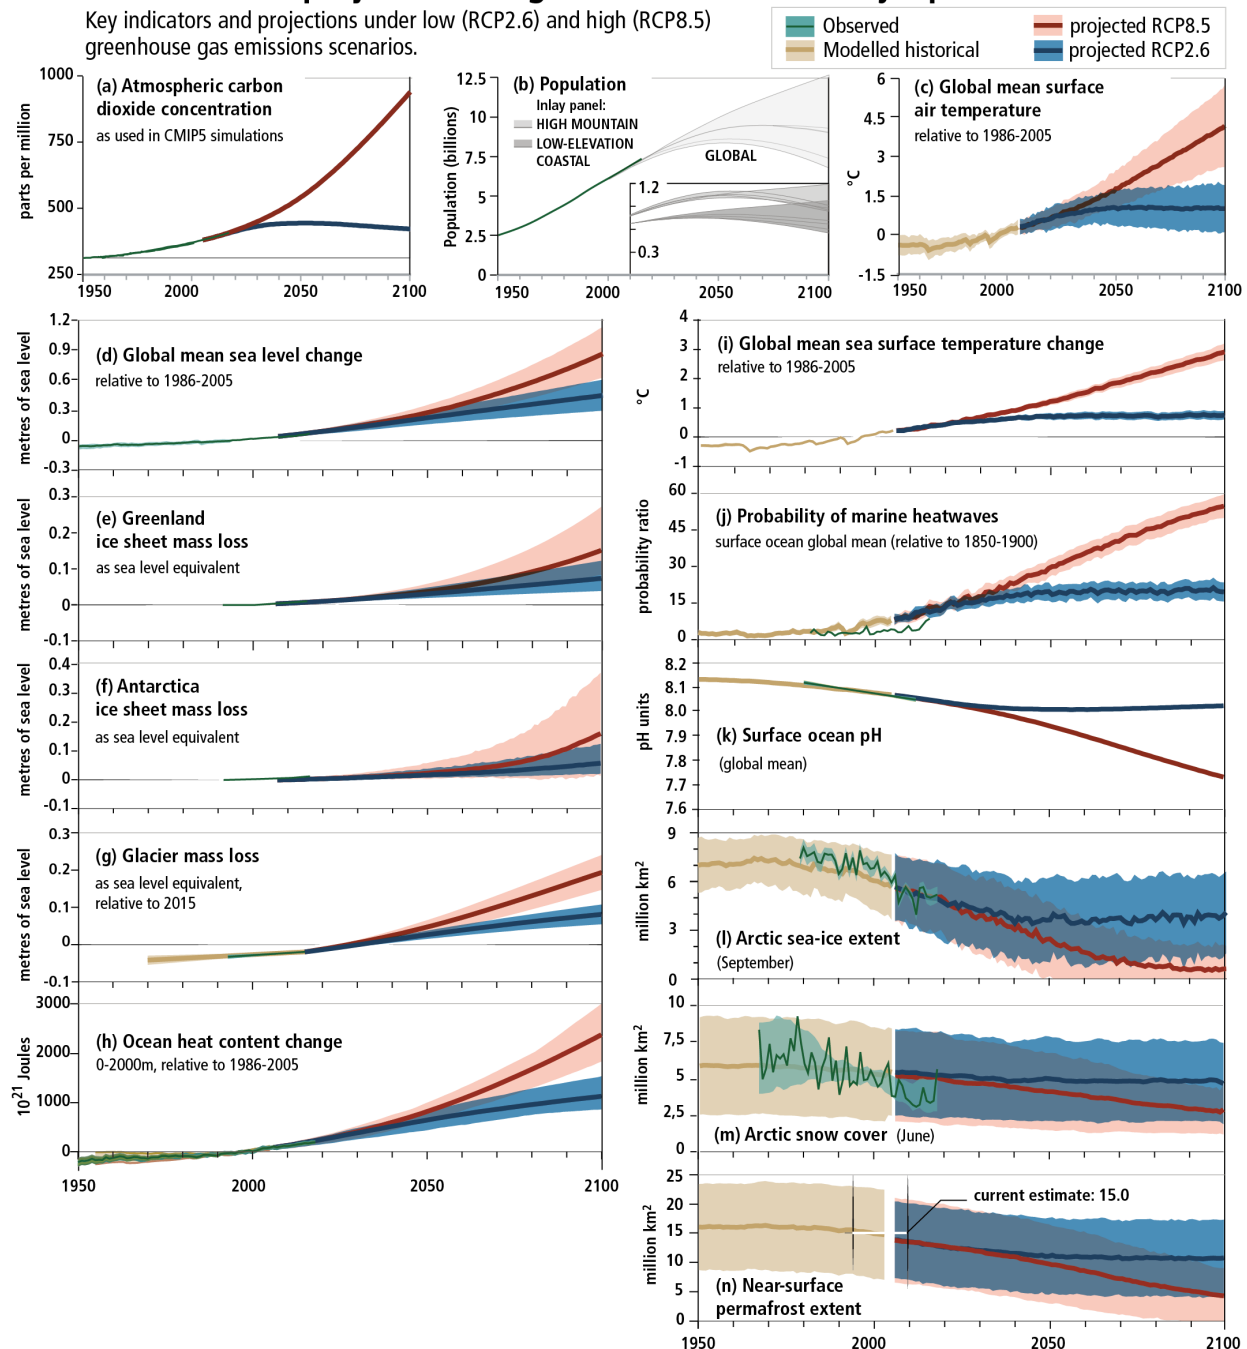 Key indicators and projections under low (RCP2.6) and high (RCP8.5)
greenhouse gas emissions scenarios.
Observed
projected RCP8.5
Modelled historical
projected RCP2.6
(a) Atmospheric carbon
dioxide concentration
as used in CMIP5 simulations
parts per million
1000
750
500
250
1950
2000
2050
2100
(b) Population
Inlay panel:
HIGH MOUNTAIN
LOW-ELEVATION
COASTAL
GLOBAL
Population (billions)
12.5
10
7.5
5
2.5
0
1.2
0.3
1950
2000
2050
2100
(c) Global mean surface
air temperature
relative to 1986-2005
°C
6
4.5
3
1.5
0
-1.5
1950
2000
2050
2100
(d) Global mean sea level change
relative to 1986-2005
metres of sea level
1.2
0.9
0.6
0.3
0
-0.3
(e) Greenland
ice sheet mass loss
as sea level equivalent
metres of sea level
0.3
0.2
0.1
0
-0.1
(f) Antarctica
ice sheet mass loss
as sea level equivalent
metres of sea level
0.4
0.3
0.2
0.1
0
-0.1
(g) Glacier mass loss
as sea level equivalent,
relative to 2015
metres of sea level
0.3
0.2
0.1
0
-0.1
(h) Ocean heat content change
0-2000m, relative to 1986-2005
10²¹ Joules
3000
2000
1000
0
1950
2000
2050
2100
(i) Global mean sea surface temperature change
relative to 1986-2005
°C
4
3
2
1
0
-1
(j) Probability of marine heatwaves
surface ocean global mean (relative to 1850-1900)
probability ratio
60
45
30
15
0
(k) Surface ocean pH
(global mean)
pH units
8.2
8.1
8.0
7.9
7.8
7.7
7.6
(l) Arctic sea-ice extent
(September)
million km²
9
6
3
0
(m) Arctic snow cover (June)
million km²
10
7.5
5
2.5
0
(n) Near-surface
permafrost extent
current estimate: 15.0
million km²
25
20
15
10
5
0
1950
2000
2050
2100